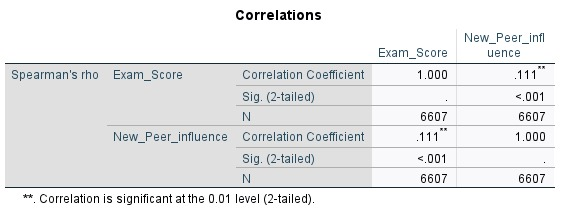 Correlations
Exam_Score New_Peer_infl
uence
Spearman's rho Exam_Score Correlation Coefficient 1.000 .111**
Sig. (2-tailed) . <.001
N 6607 6607
New_Peer_influence Correlation Coefficient .111** 1.000
Sig. (2-tailed) <.001 .
N 6607 6607
**. Correlation is significant at the 0.01 level (2-tailed).